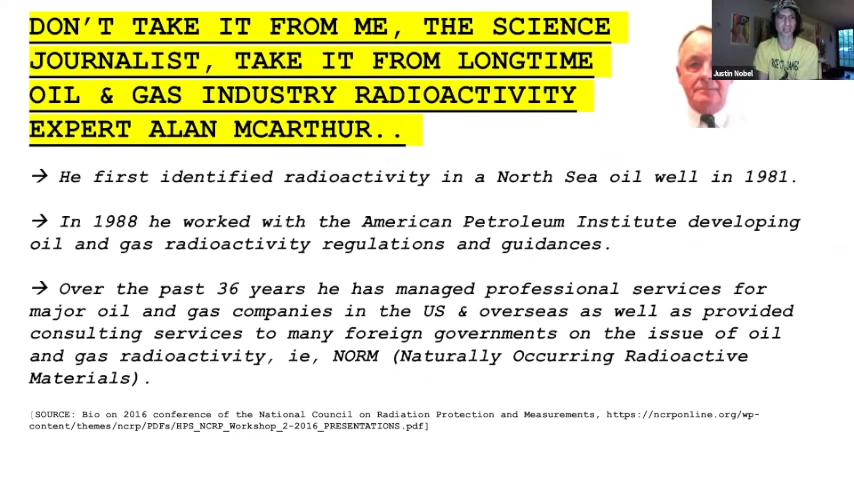 DON'T TAKE IT FROM ME, THE SCIENCE
JOURNALIST, TAKE IT FROM LONGTIME
OIL & GAS INDUSTRY RADIOACTIVITY
EXPERT ALAN MCARTHUR..
Justin Nobel
→ He first identified radioactivity in a North Sea oil well in 1981.
→ In 1988 he worked with the American Petroleum Institute developing
oil and gas radioactivity regulations and guidances.
→ Over the past 36 years he has managed professional services for
major oil and gas companies in the US & overseas as well as provided
consulting services to many foreign governments on the issue of oil
and gas radioactivity, ie, NORM (Naturally Occurring Radioactive
Materials).
[SOURCE: Bio on 2016 conference of the National Council on Radiation Protection and Measurements, https://ncrponline.org/wp-
content/themes/ncrp/PDFs/HPS_NCRP_Workshop_2-2016_PRESENTATIONS.pdf]